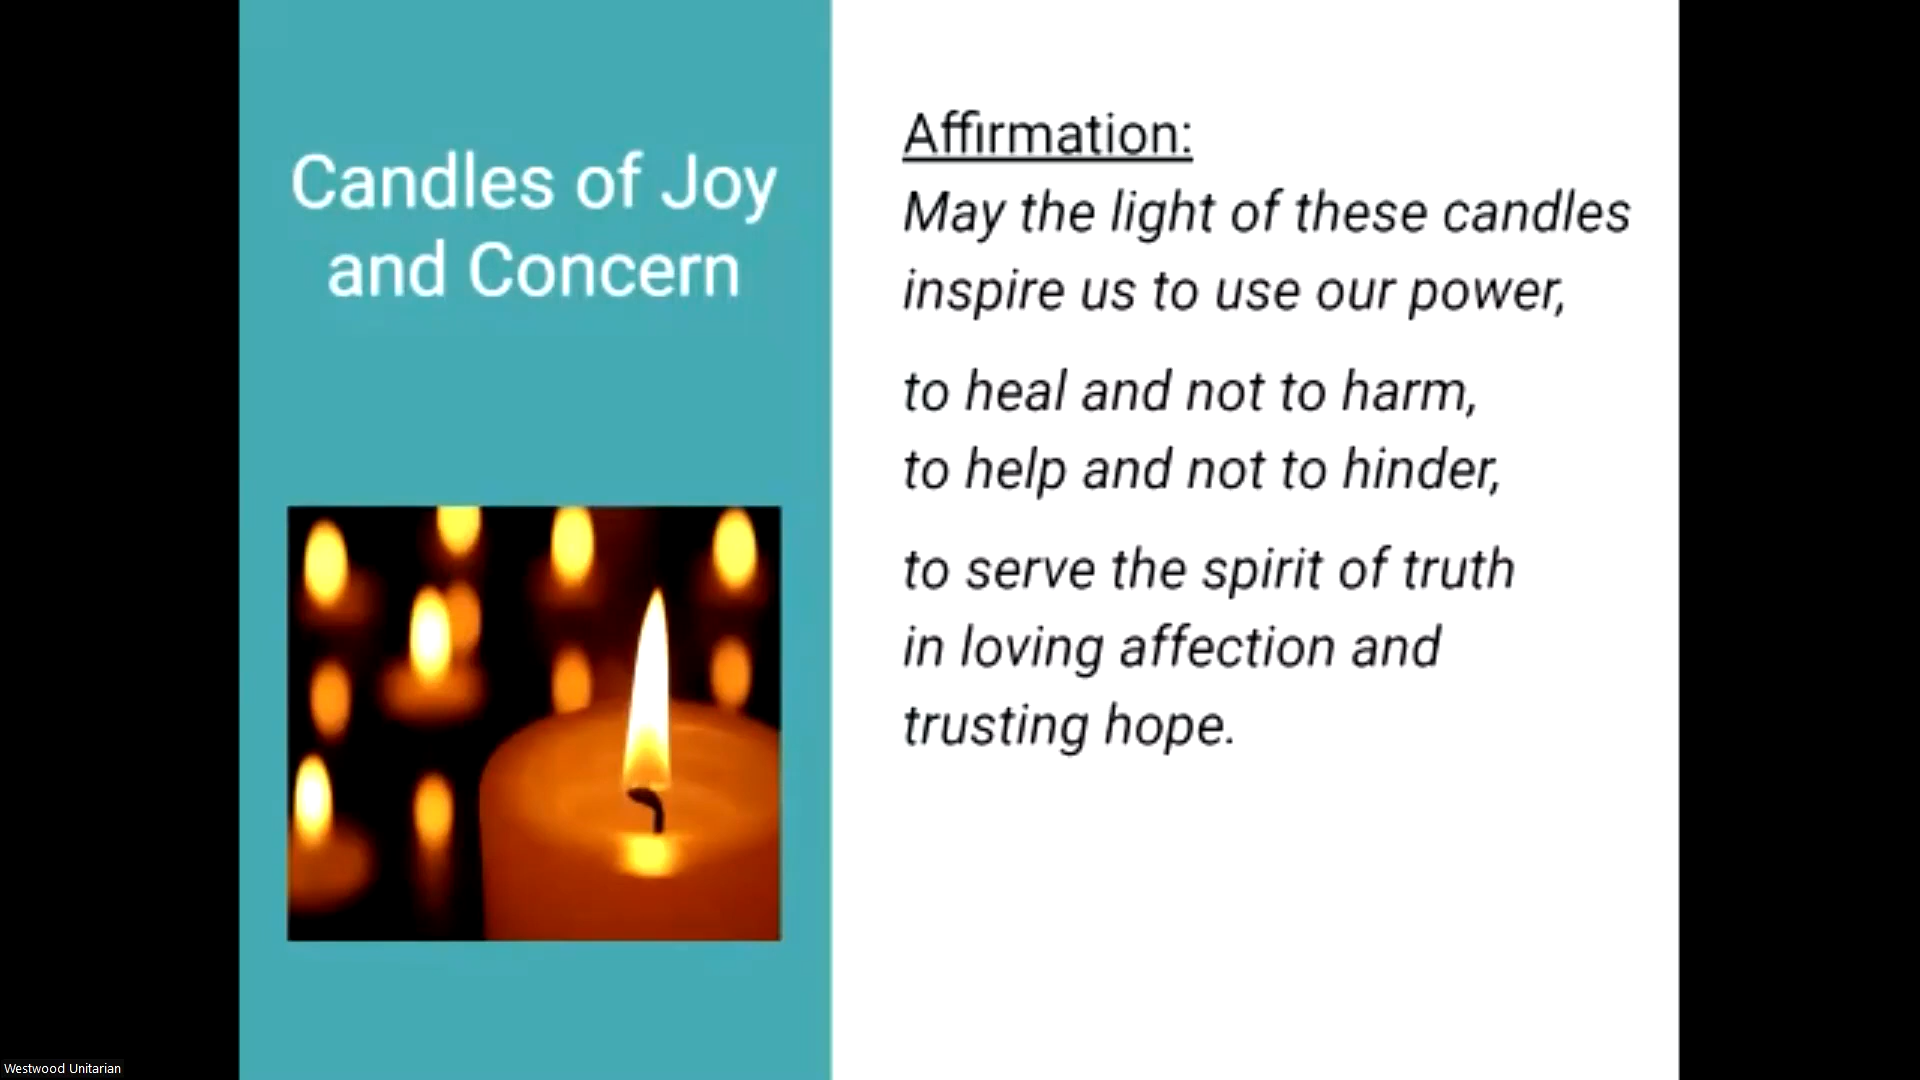 Candles of Joy
and Concern
Affirmation:
May the light of these candles
inspire us to use our power,
to heal and not to harm,
to help and not to hinder,
to serve the spirit of truth
in loving affection and
trusting hope.
Westwood Unitarian